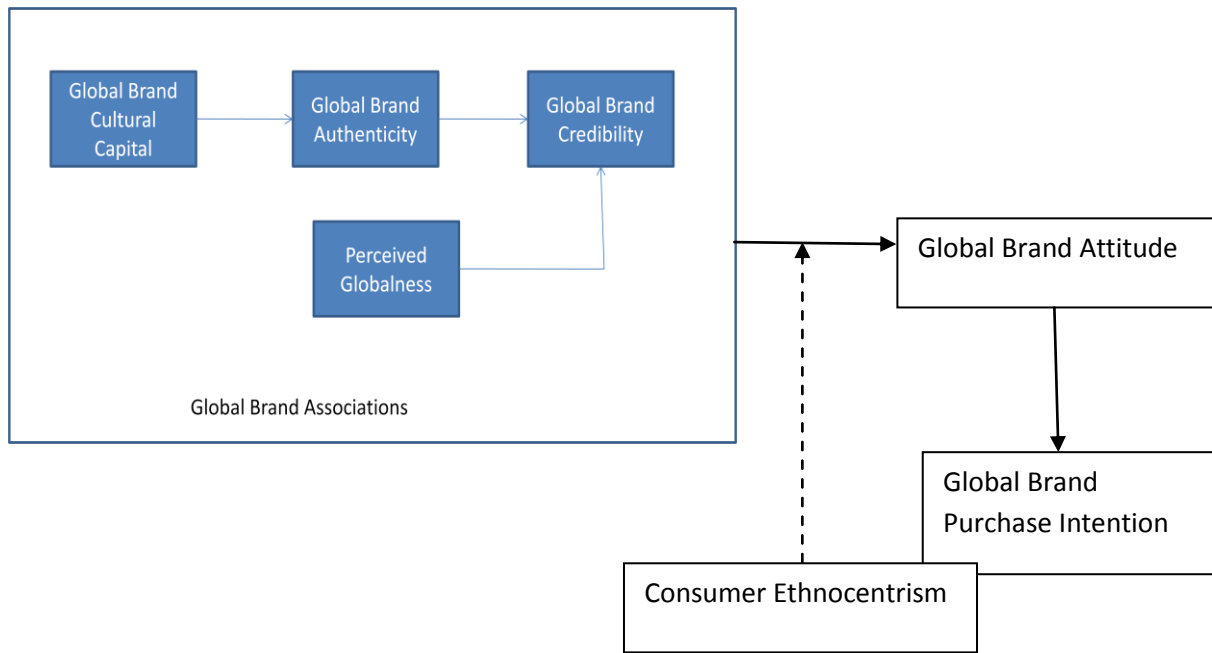 Global Brand
Cultural
Capital
Global Brand
Authenticity
Global Brand
Credibility
Perceived
Globalness
Global Brand Associations
Global Brand Attitude
Global Brand
Purchase Intention
Consumer Ethnocentrism